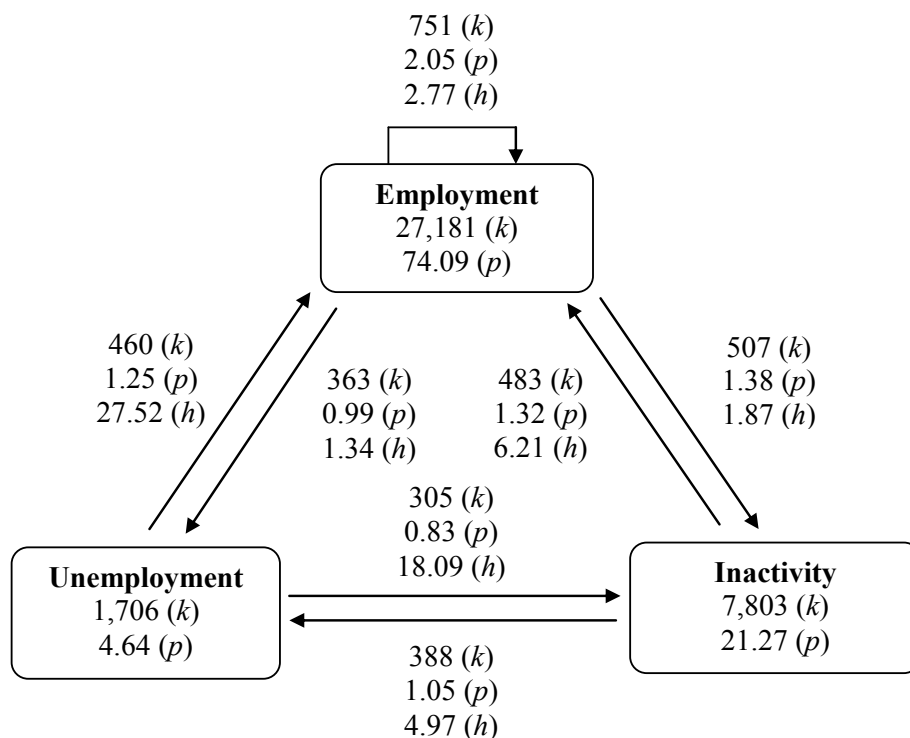 751 (k)
2.05 (p)
2.77 (h)
Employment
27,181 (k)
74.09 (p)
460 (k)
1.25 (p)
27.52 (h)
363 (k)
0.99 (p)
1.34 (h)
483 (k)
1.32 (p)
6.21 (h)
507 (k)
1.38 (p)
1.87 (h)
305 (k)
0.83 (p)
18.09 (h)
Unemployment
1,706 (k)
4.64 (p)
Inactivity
7,803 (k)
21.27 (p)
388 (k)
1.05 (p)
4.97 (h)